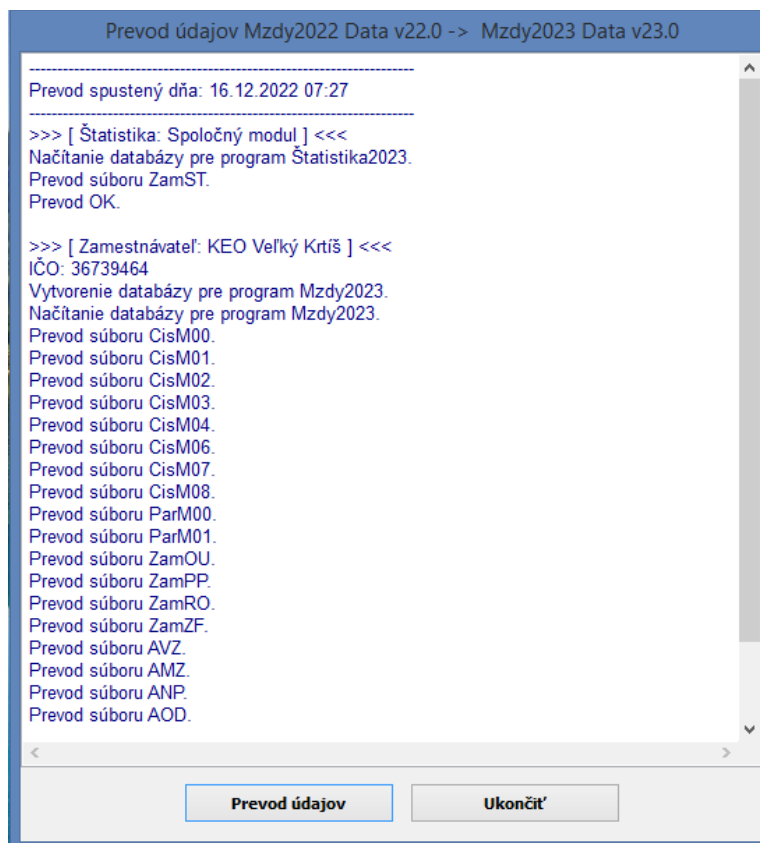 Prevod údajov Mzdy2022 Data v22.0 -> Mzdy2023 Data v23.0
--------------------------------------------------------------------
Prevod spustený dňa: 16.12.2022 07:27
--------------------------------------------------------------------
>>> [ Štatistika: Spoločný modul ] <<<
Načítanie databázy pre program Štatistika2023.
Prevod súboru ZamST.
Prevod OK.
>>> [ Zamestnávateľ: KEO Veľký Krtíš ] <<<
IČO: 36739464
Vytvorenie databázy pre program Mzdy2023.
Načítanie databázy pre program Mzdy2023.
Prevod súboru CisM00.
Prevod súboru CisM01.
Prevod súboru CisM02.
Prevod súboru CisM03.
Prevod súboru CisM04.
Prevod súboru CisM06.
Prevod súboru CisM07.
Prevod súboru CisM08.
Prevod súboru ParM00.
Prevod súboru ParM01.
Prevod súboru ZamOU.
Prevod súboru ZamPP.
Prevod súboru ZamRO.
Prevod súboru ZamZF.
Prevod súboru AVZ.
Prevod súboru AMZ.
Prevod súboru ANP.
Prevod súboru AOD.
Prevod údajov
Ukončiť